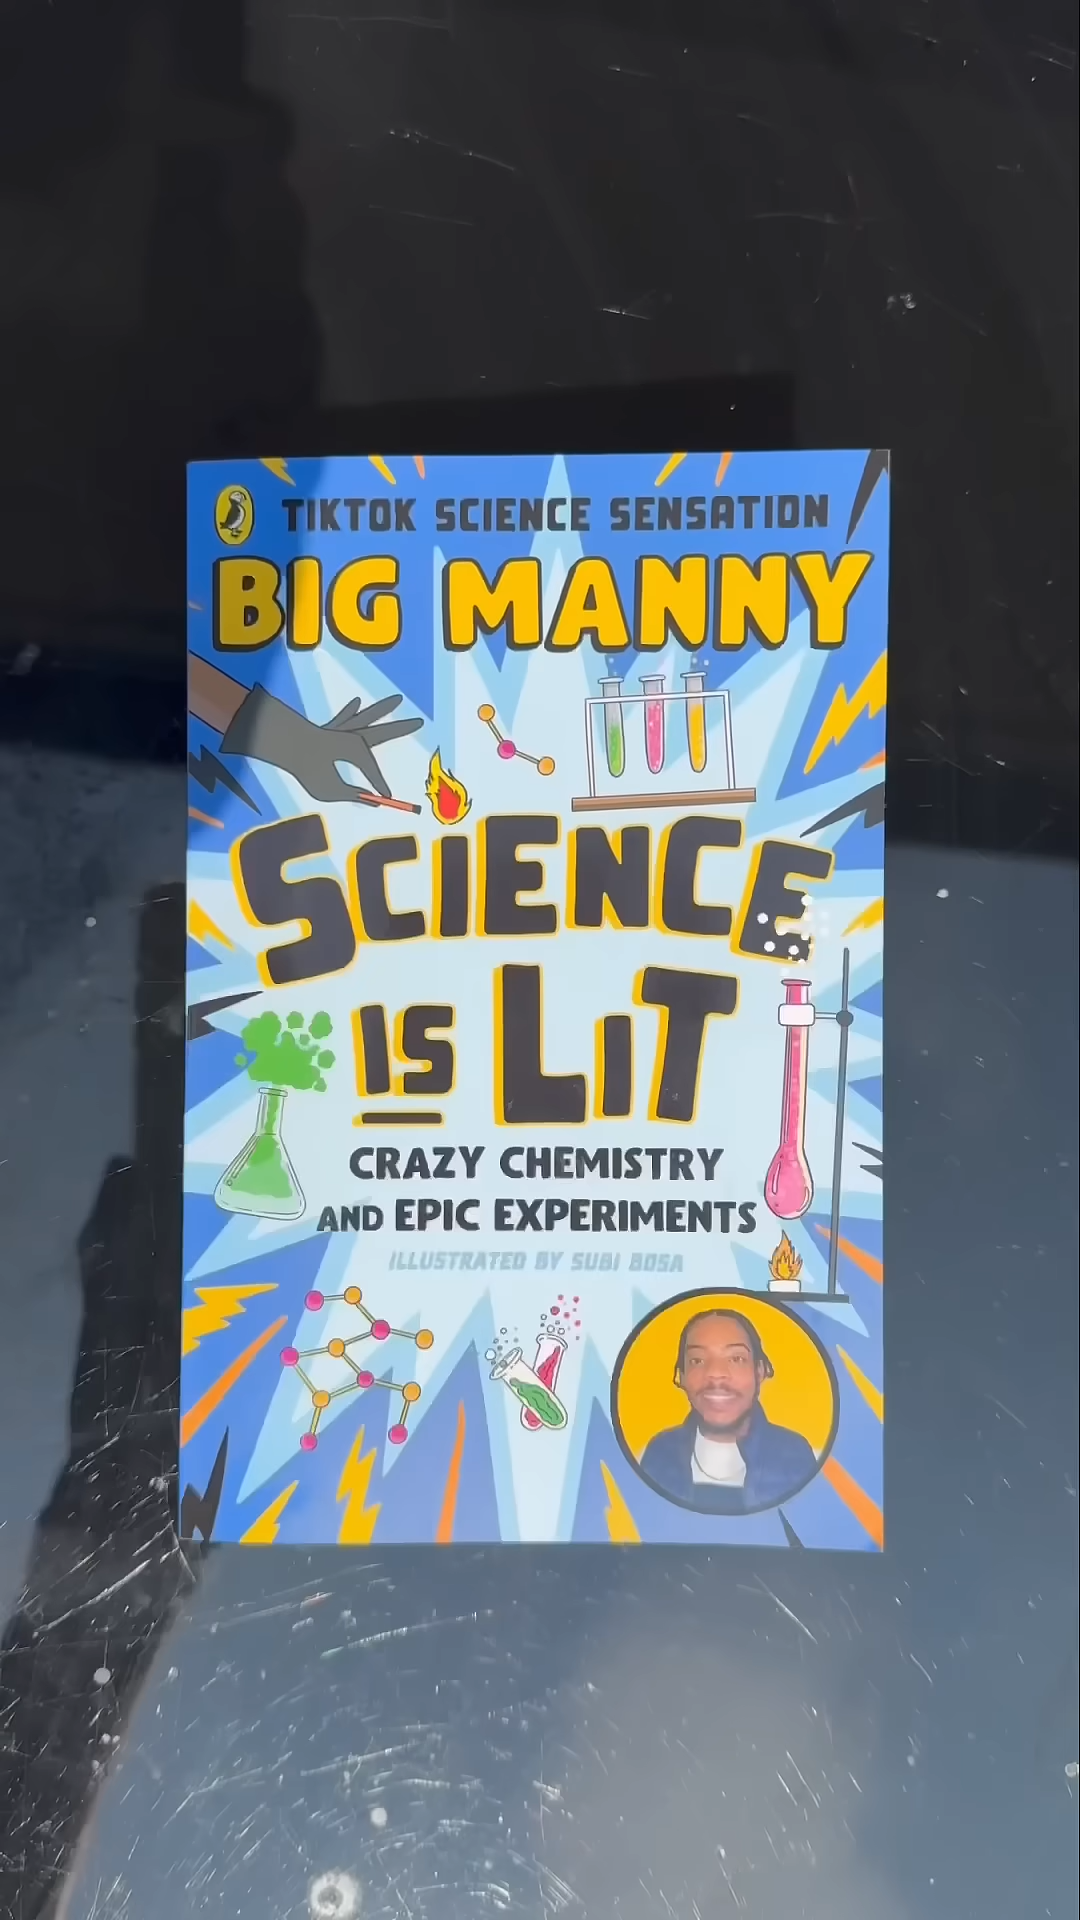 TIKTOK SCIENCE SENSATION
BIG MANNY
SCIENCE
IS LIT
CRAZY CHEMISTRY
AND EPIC EXPERIMENTS
ILLUSTRATED BY SUBI BOSA